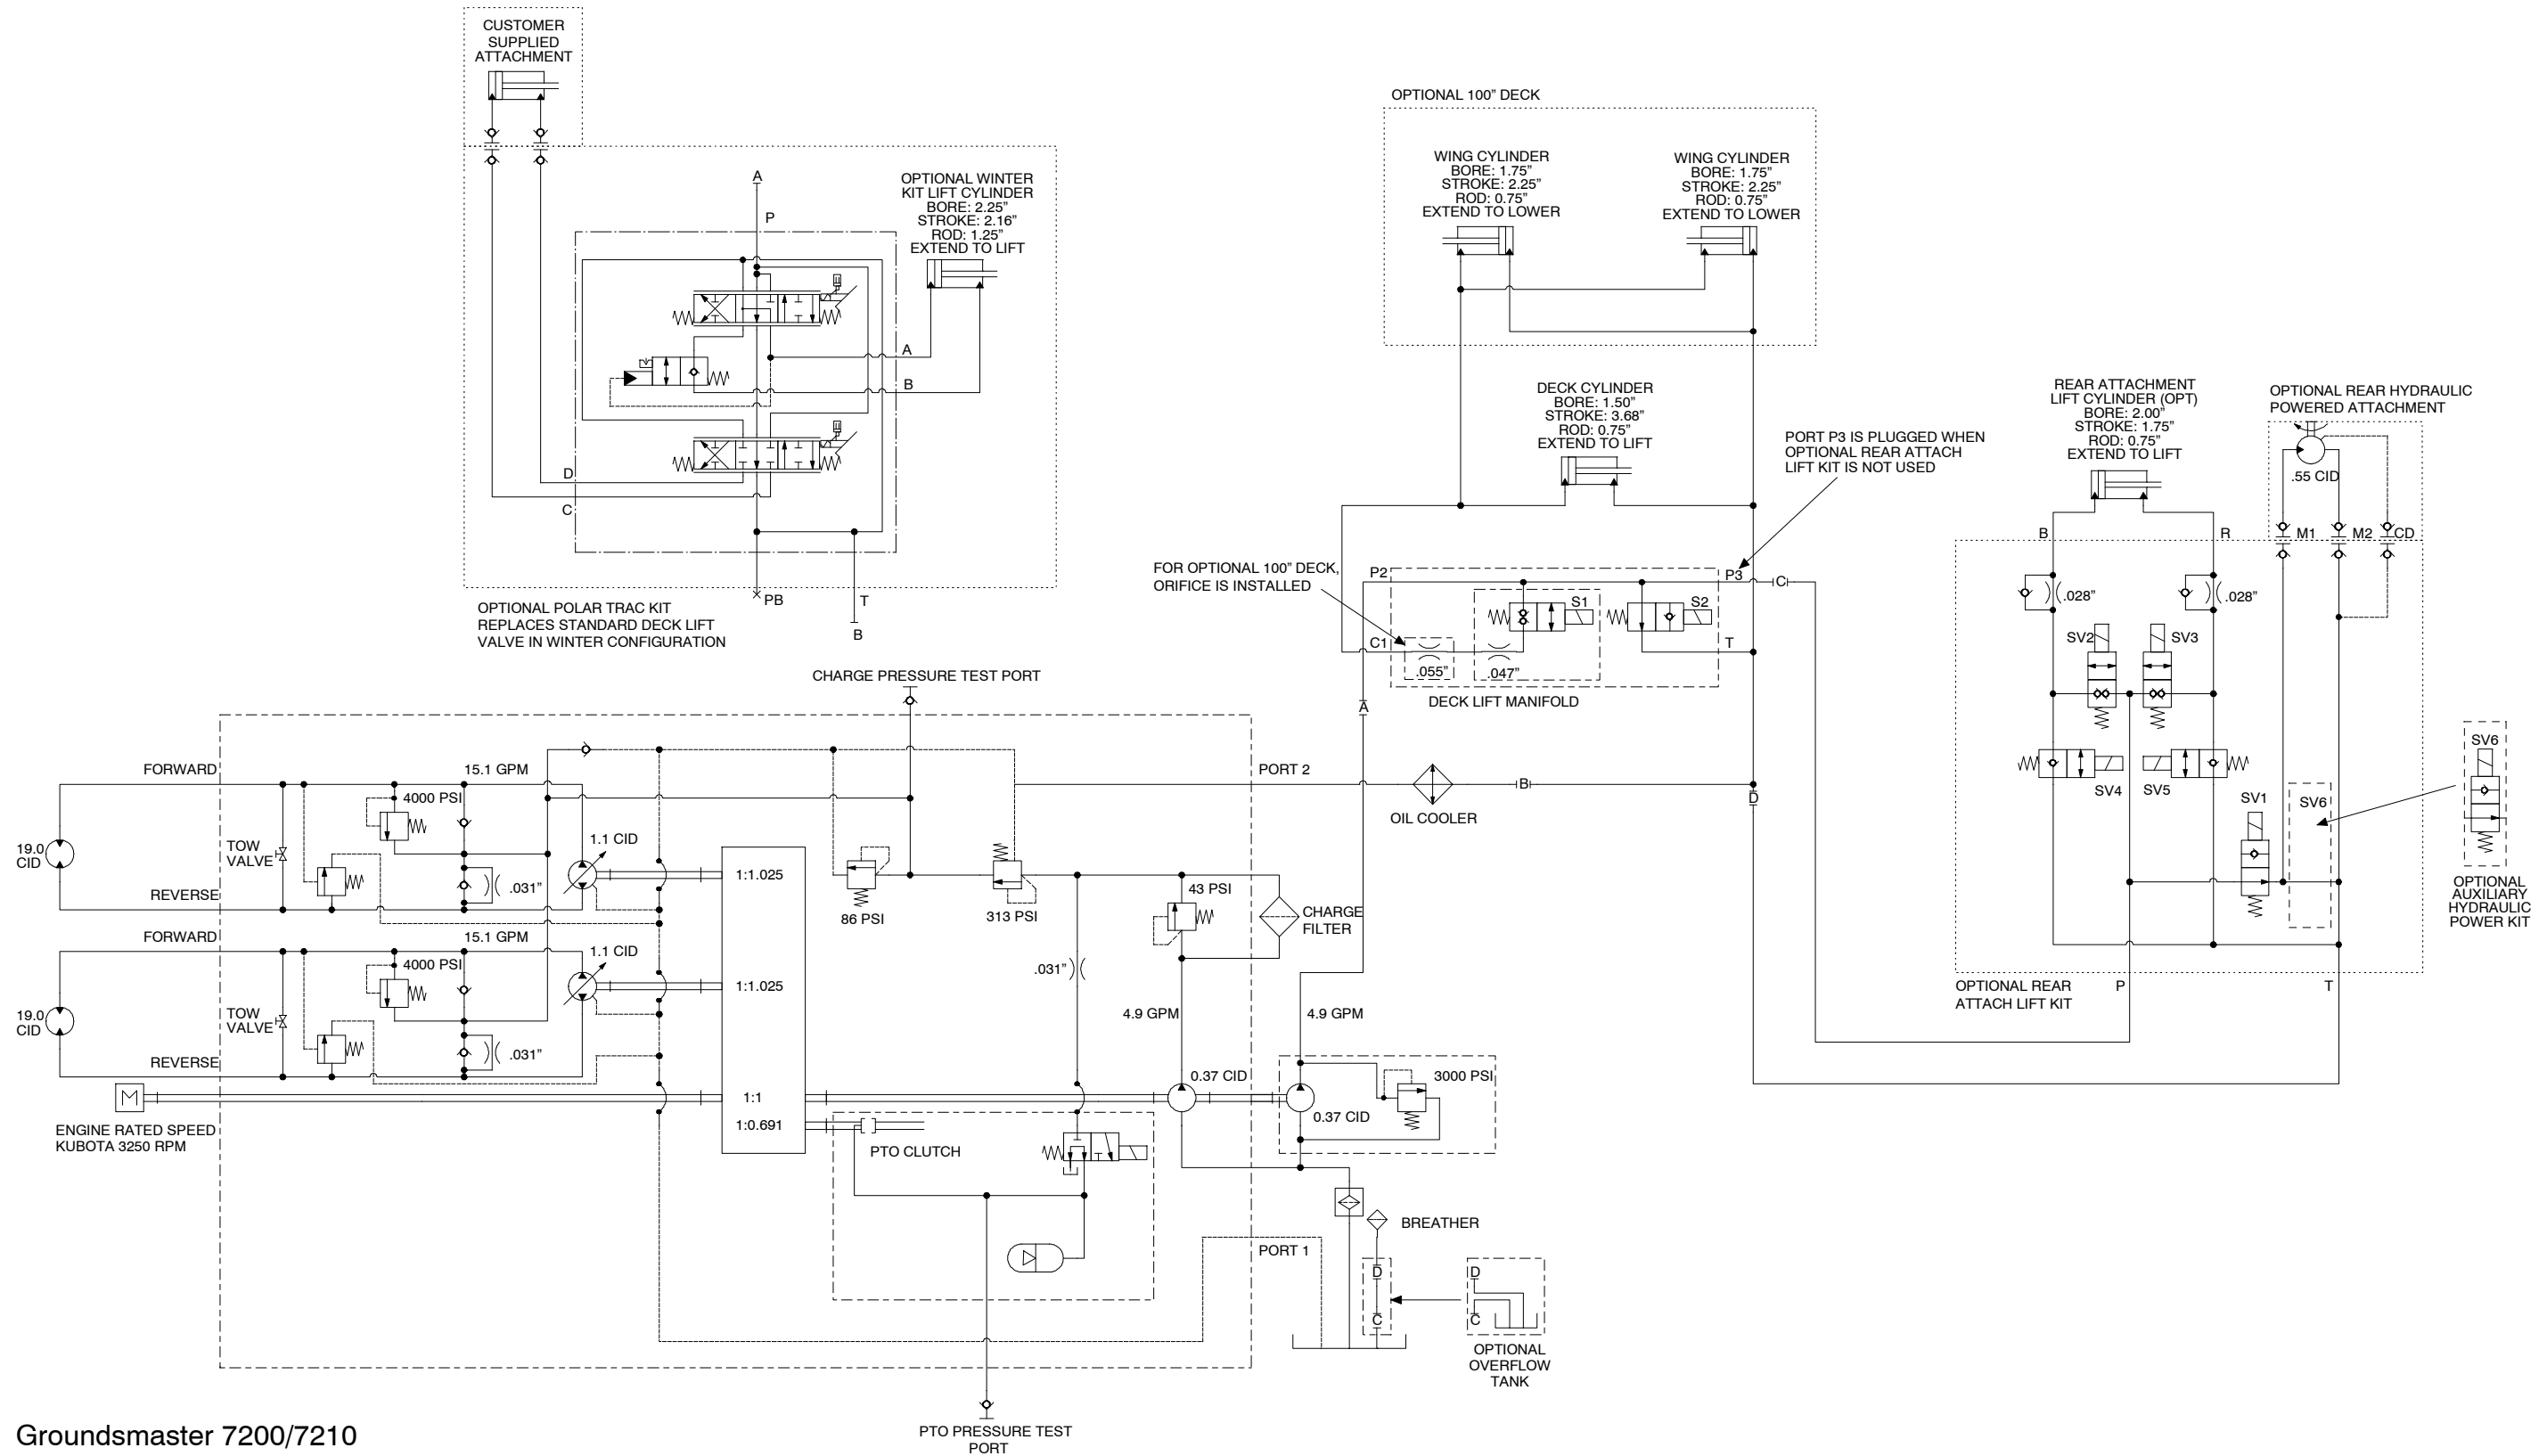 CUSTOMER
SUPPLIED
ATTACHMENT
A
P
OPTIONAL WINTER
KIT LIFT CYLINDER
BORE: 2.25”
STROKE: 2.16”
ROD: 1.25”
EXTEND TO LIFT
A
B
D
C
PB
T
B
OPTIONAL POLAR TRAC KIT
REPLACES STANDARD DECK LIFT
VALVE IN WINTER CONFIGURATION
OPTIONAL 100” DECK
WING CYLINDER
BORE: 1.75”
STROKE: 2.25”
ROD: 0.75”
EXTEND TO LOWER
WING CYLINDER
BORE: 1.75”
STROKE: 2.25”
ROD: 0.75”
EXTEND TO LOWER
DECK CYLINDER
BORE: 1.50”
STROKE: 3.68”
ROD: 0.75”
EXTEND TO LIFT
PORT P3 IS PLUGGED WHEN
OPTIONAL REAR ATTACH
LIFT KIT IS NOT USED
FOR OPTIONAL 100” DECK,
ORIFICE IS INSTALLED
P2
P3
C
S1
S2
C1
T
.055”
.047”
DECK LIFT MANIFOLD
A
REAR ATTACHMENT
LIFT CYLINDER (OPT)
BORE: 2.00”
STROKE: 1.75”
ROD: 0.75”
EXTEND TO LIFT
OPTIONAL REAR HYDRAULIC
POWERED ATTACHMENT
.55 CID
B
R
M1
M2
CD
.028”
.028”
SV2
SV3
SV4
SV5
SV1
SV6
SV6
OPTIONAL
AUXILIARY
HYDRAULIC
POWER KIT
OPTIONAL REAR
ATTACH LIFT KIT
P
T
CHARGE PRESSURE TEST PORT
FORWARD
15.1 GPM
4000 PSI
19.0
CID
TOW
VALVE
1.1 CID
.031”
REVERSE
1:1.025
86 PSI
313 PSI
43 PSI
CHARGE
FILTER
PORT 2
OIL COOLER
B
D
FORWARD
15.1 GPM
4000 PSI
1.1 CID
19.0
CID
TOW
VALVE
.031”
REVERSE
1:1.025
.031”
4.9 GPM
4.9 GPM
M
ENGINE RATED SPEED
KUBOTA 3250 RPM
1:1
1:0.691
0.37 CID
0.37 CID
3000 PSI
PTO CLUTCH
PORT 1
BREATHER
D
C
D
C
OPTIONAL
OVERFLOW
TANK
PTO PRESSURE TEST
PORT
Groundsmaster 7200/7210